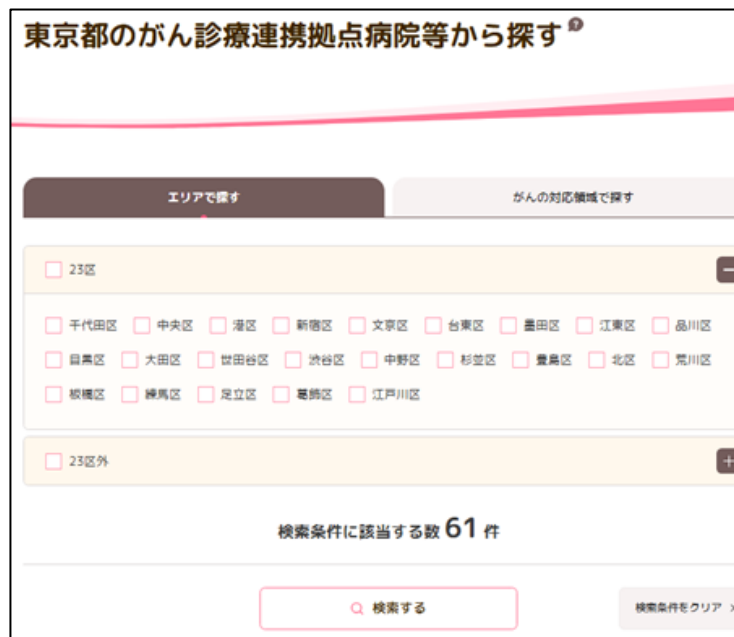 東京都のがん診療連携拠点病院等から探す ?
エリアで探す がんの対応領域で探す
23区
千代田区 中央区 港区 新宿区 文京区 台東区 墨田区 江東区 品川区
目黒区 大田区 世田谷区 渋谷区 中野区 杉並区 豊島区 北区 荒川区
板橋区 練馬区 足立区 葛飾区 江戸川区
23区外
検索条件に該当する数 61 件
検索する 検索条件をクリア